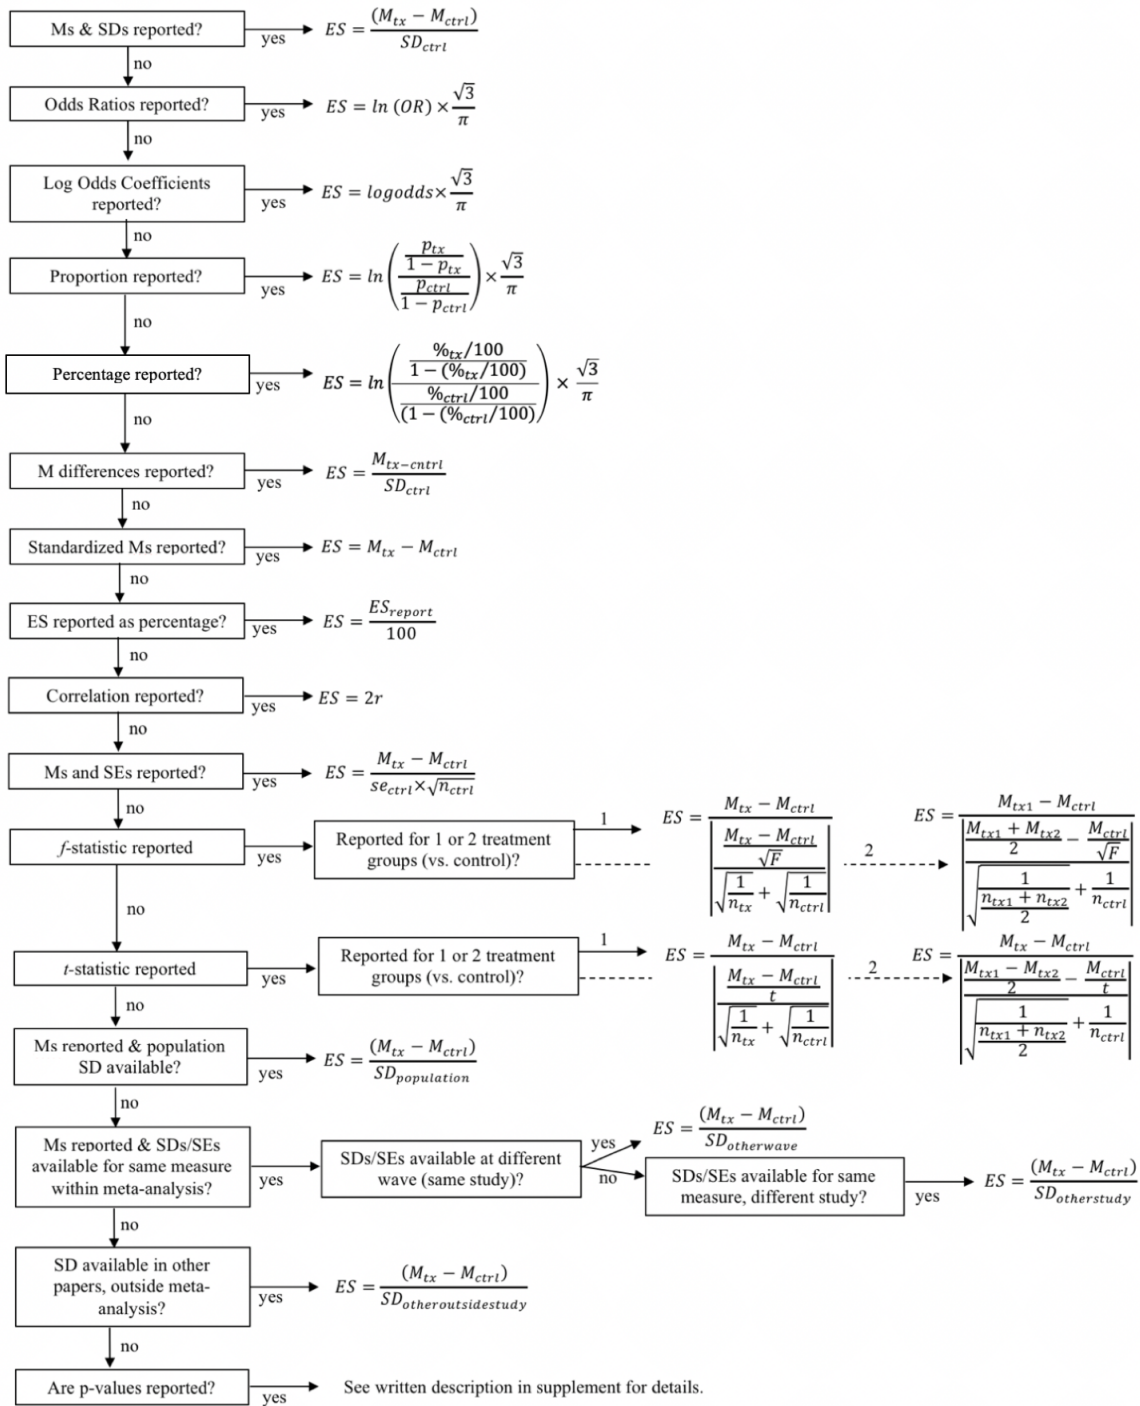 Ms & SDs reported?
yes
ES = (M_tx − M_ctrl) / SD_ctrl
no
Odds Ratios reported?
yes
ES = ln (OR) × √3/π
no
Log Odds Coefficients
reported?
yes
ES = logodds× √3/π
no
Proportion reported?
yes
ES = ln( (p_tx / (1 − p_tx)) / (p_ctrl / (1 − p_ctrl)) ) × √3/π
no
Percentage reported?
yes
ES = ln( (%_tx/100 / 1 − (%_tx/100)) / (%_ctrl/100 / (1 − (%_ctrl/100)) ) × √3/π
no
M differences reported?
yes
ES = M_tx−cntrl / SD_ctrl
no
Standardized Ms reported?
yes
ES = M_tx − M_ctrl
no
ES reported as percentage?
yes
ES = ES_report / 100
no
Correlation reported?
yes
ES = 2r
no
Ms and SEs reported?
yes
ES = (M_tx − M_ctrl) / (se_ctrl×√n_ctrl)
no
f-statistic reported
yes
Reported for 1 or 2 treatment
groups (vs. control)?
1
ES = (M_tx − M_ctrl) / |((M_tx − M_ctrl) / √F) / (√(1/n_tx) + √(1/n_ctrl))|
2
ES = (M_tx1 − M_ctrl) / |((M_tx1 + M_tx2)/2 − M_ctrl/√F) / √(1/((n_tx1 + n_tx2)/2) + 1/n_ctrl)|
no
t-statistic reported
yes
Reported for 1 or 2 treatment
groups (vs. control)?
1
ES = (M_tx − M_ctrl) / |((M_tx − M_ctrl) / t) / (√(1/n_tx) + √(1/n_ctrl))|
2
ES = (M_tx − M_ctrl) / |((M_tx1 − M_tx2)/2 − M_ctrl/t) / √(1/((n_tx1 + n_tx2)/2) + 1/n_ctrl)|
no
Ms reported & population
SD available?
yes
ES = (M_tx − M_ctrl) / SD_population
no
Ms reported & SDs/SEs
available for same measure
within meta-analysis?
yes
SDs/SEs available at different
wave (same study)?
yes
ES = (M_tx − M_ctrl) / SD_otherwave
no
SDs/SEs available for same
measure, different study?
yes
ES = (M_tx − M_ctrl) / SD_otherstudy
no
SD available in other
papers, outside meta-
analysis?
yes
ES = (M_tx − M_ctrl) / SD_otheroutsidestudy
no
Are p-values reported?
yes
See written description in supplement for details.